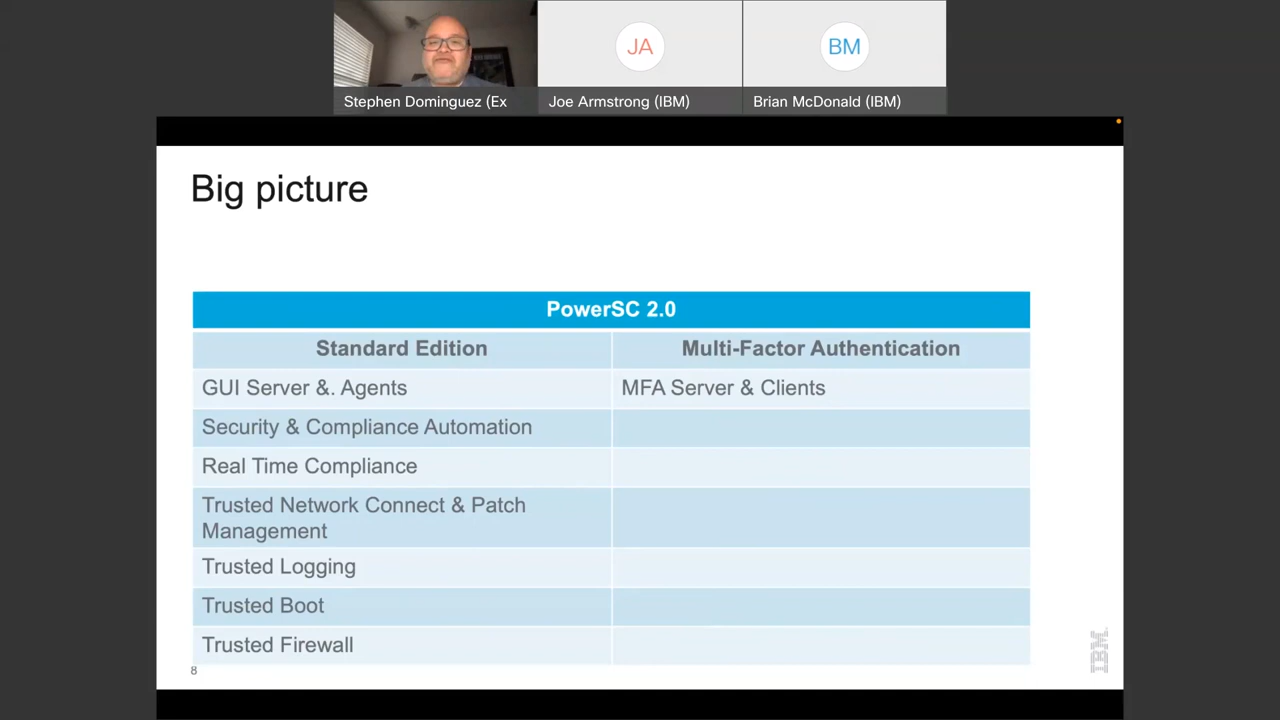 JA
BM
Stephen Dominguez (Ex
Joe Armstrong (IBM)
Brian McDonald (IBM)
Big picture
PowerSC 2.0
Standard Edition
Multi-Factor Authentication
GUI Server &. Agents
MFA Server & Clients
Security & Compliance Automation
Real Time Compliance
Trusted Network Connect & Patch
Management
Trusted Logging
Trusted Boot
Trusted Firewall
8
IBM